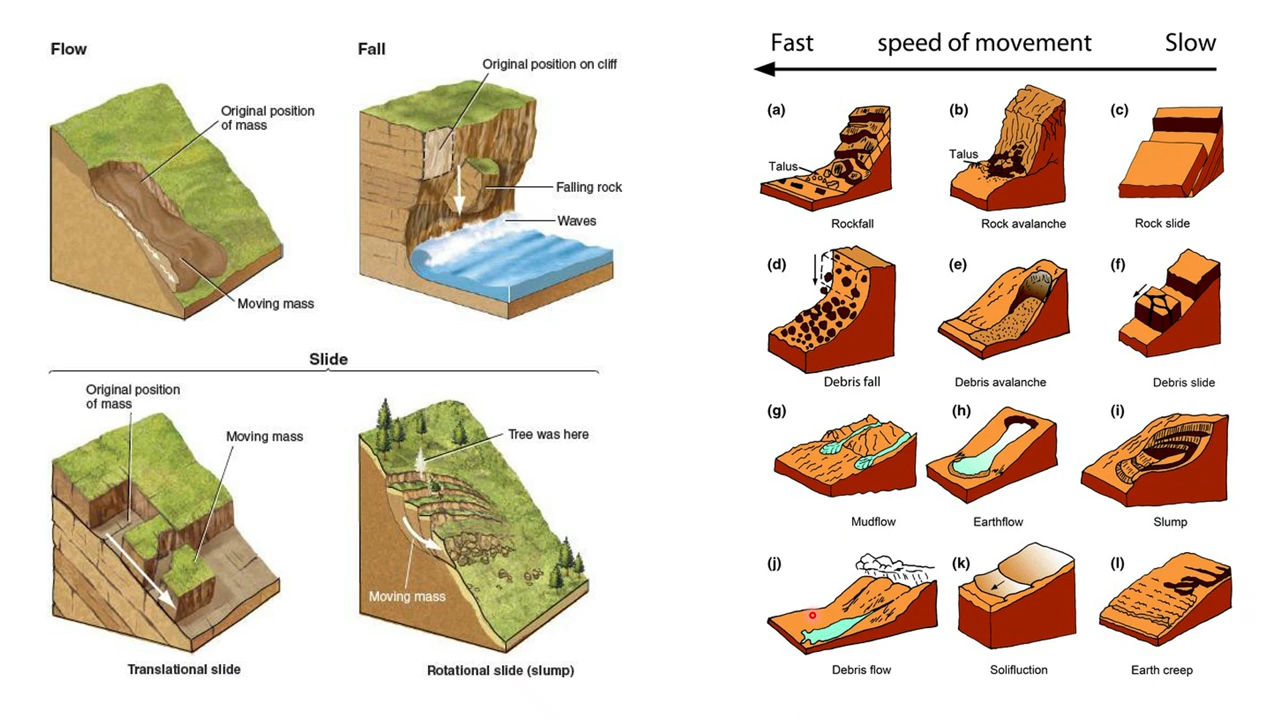 Flow
Original position
of mass
Moving mass
Fall
Original position on cliff
Falling rock
Waves
Slide
Original position
of mass
Moving mass
Translational slide
Tree was here
Moving mass
Rotational slide (slump)
Fast speed of movement Slow
(a)
Talus
Rockfall
(b)
Talus
Rock avalanche
(c)
Rock slide
(d)
Debris fall
(e)
Debris avalanche
(f)
Debris slide
(g)
Mudflow
(h)
Earthflow
(i)
Slump
(j)
Debris flow
(k)
Solifluction
(l)
Earth creep